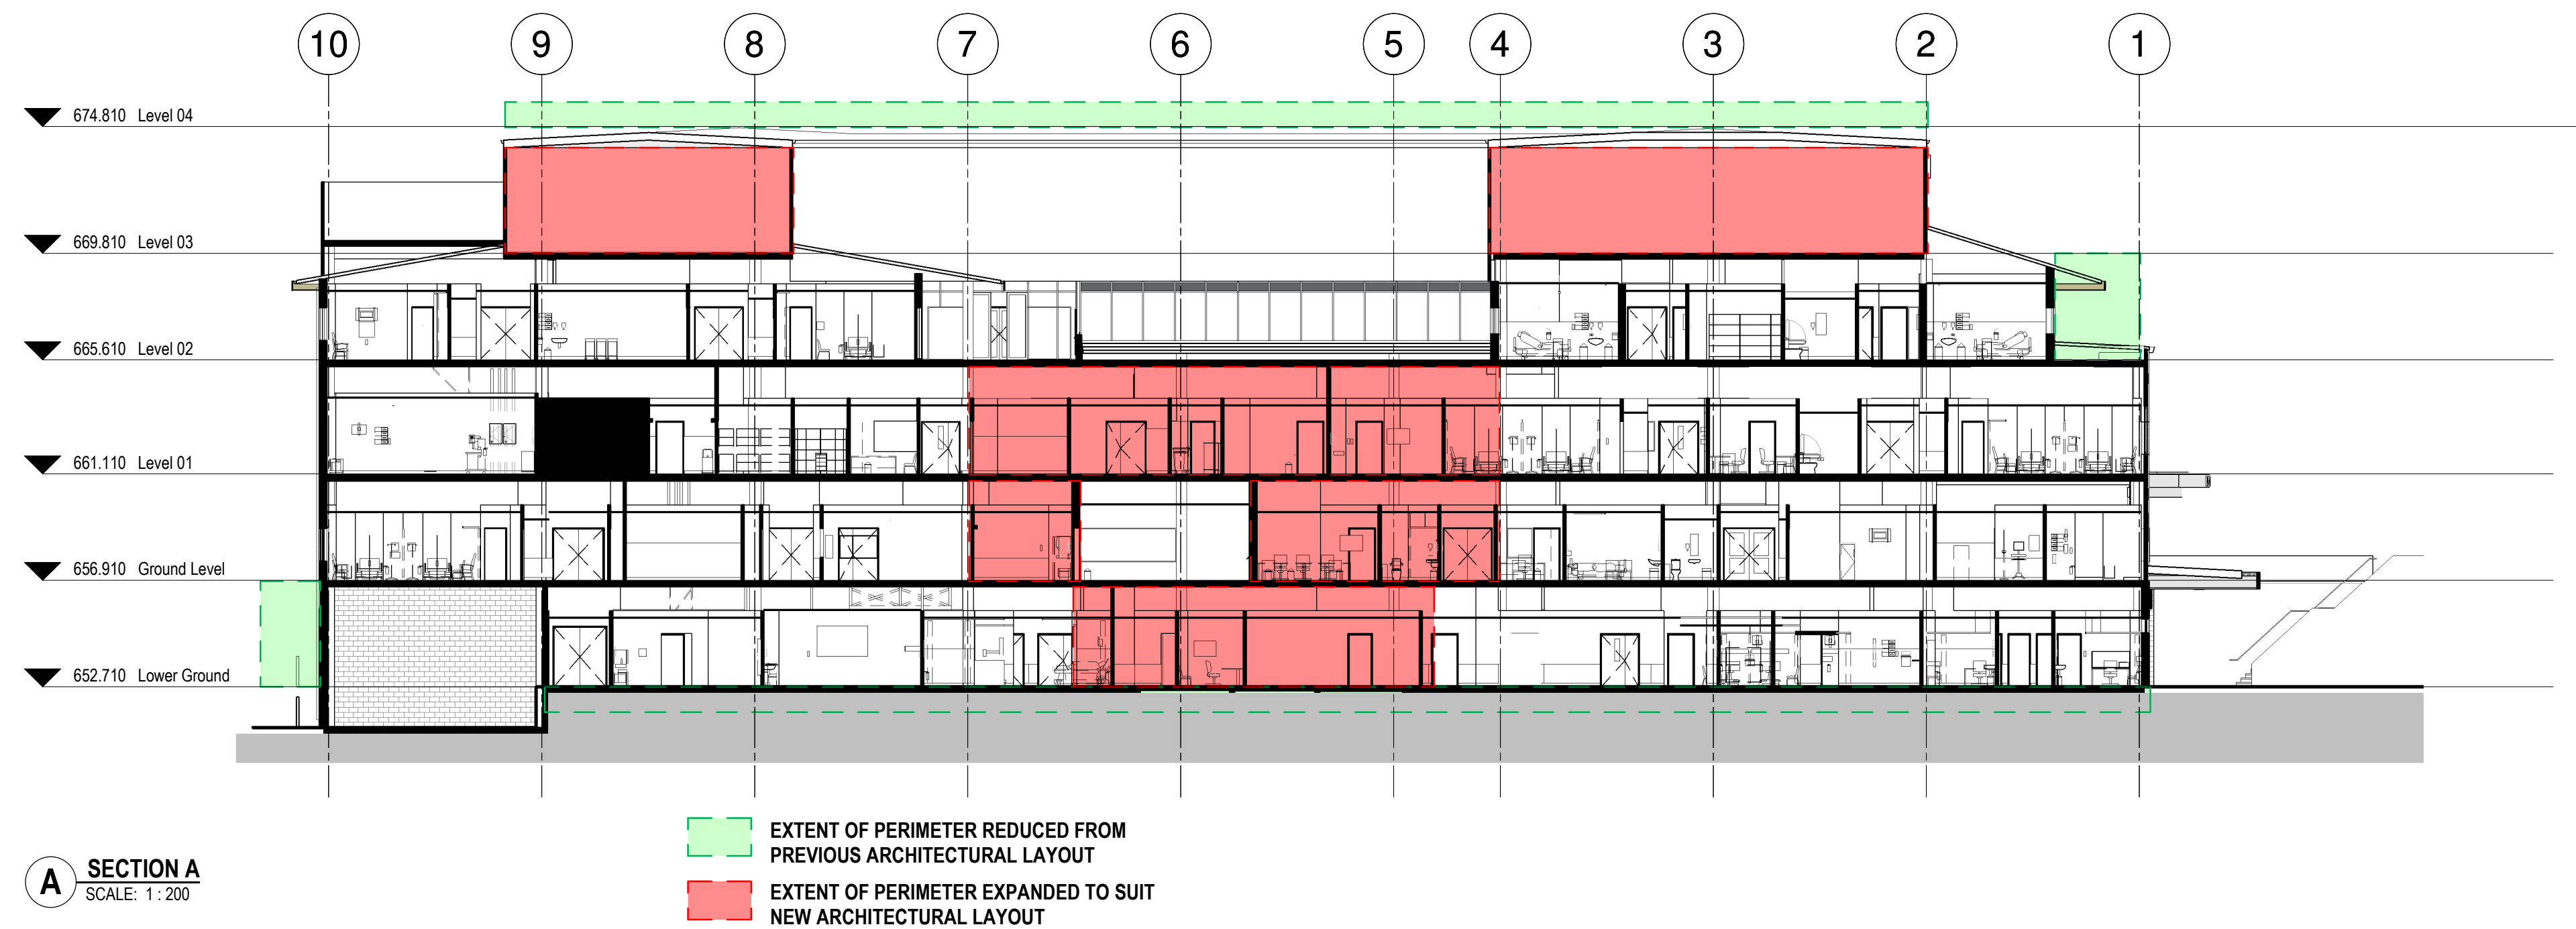 10 9 8 7 6 5 4 3 2 1
674.810 Level 04
669.810 Level 03
665.610 Level 02
661.110 Level 01
656.910 Ground Level
652.710 Lower Ground
EXTENT OF PERIMETER REDUCED FROM
PREVIOUS ARCHITECTURAL LAYOUT
EXTENT OF PERIMETER EXPANDED TO SUIT
NEW ARCHITECTURAL LAYOUT
A SECTION A
SCALE: 1 : 200